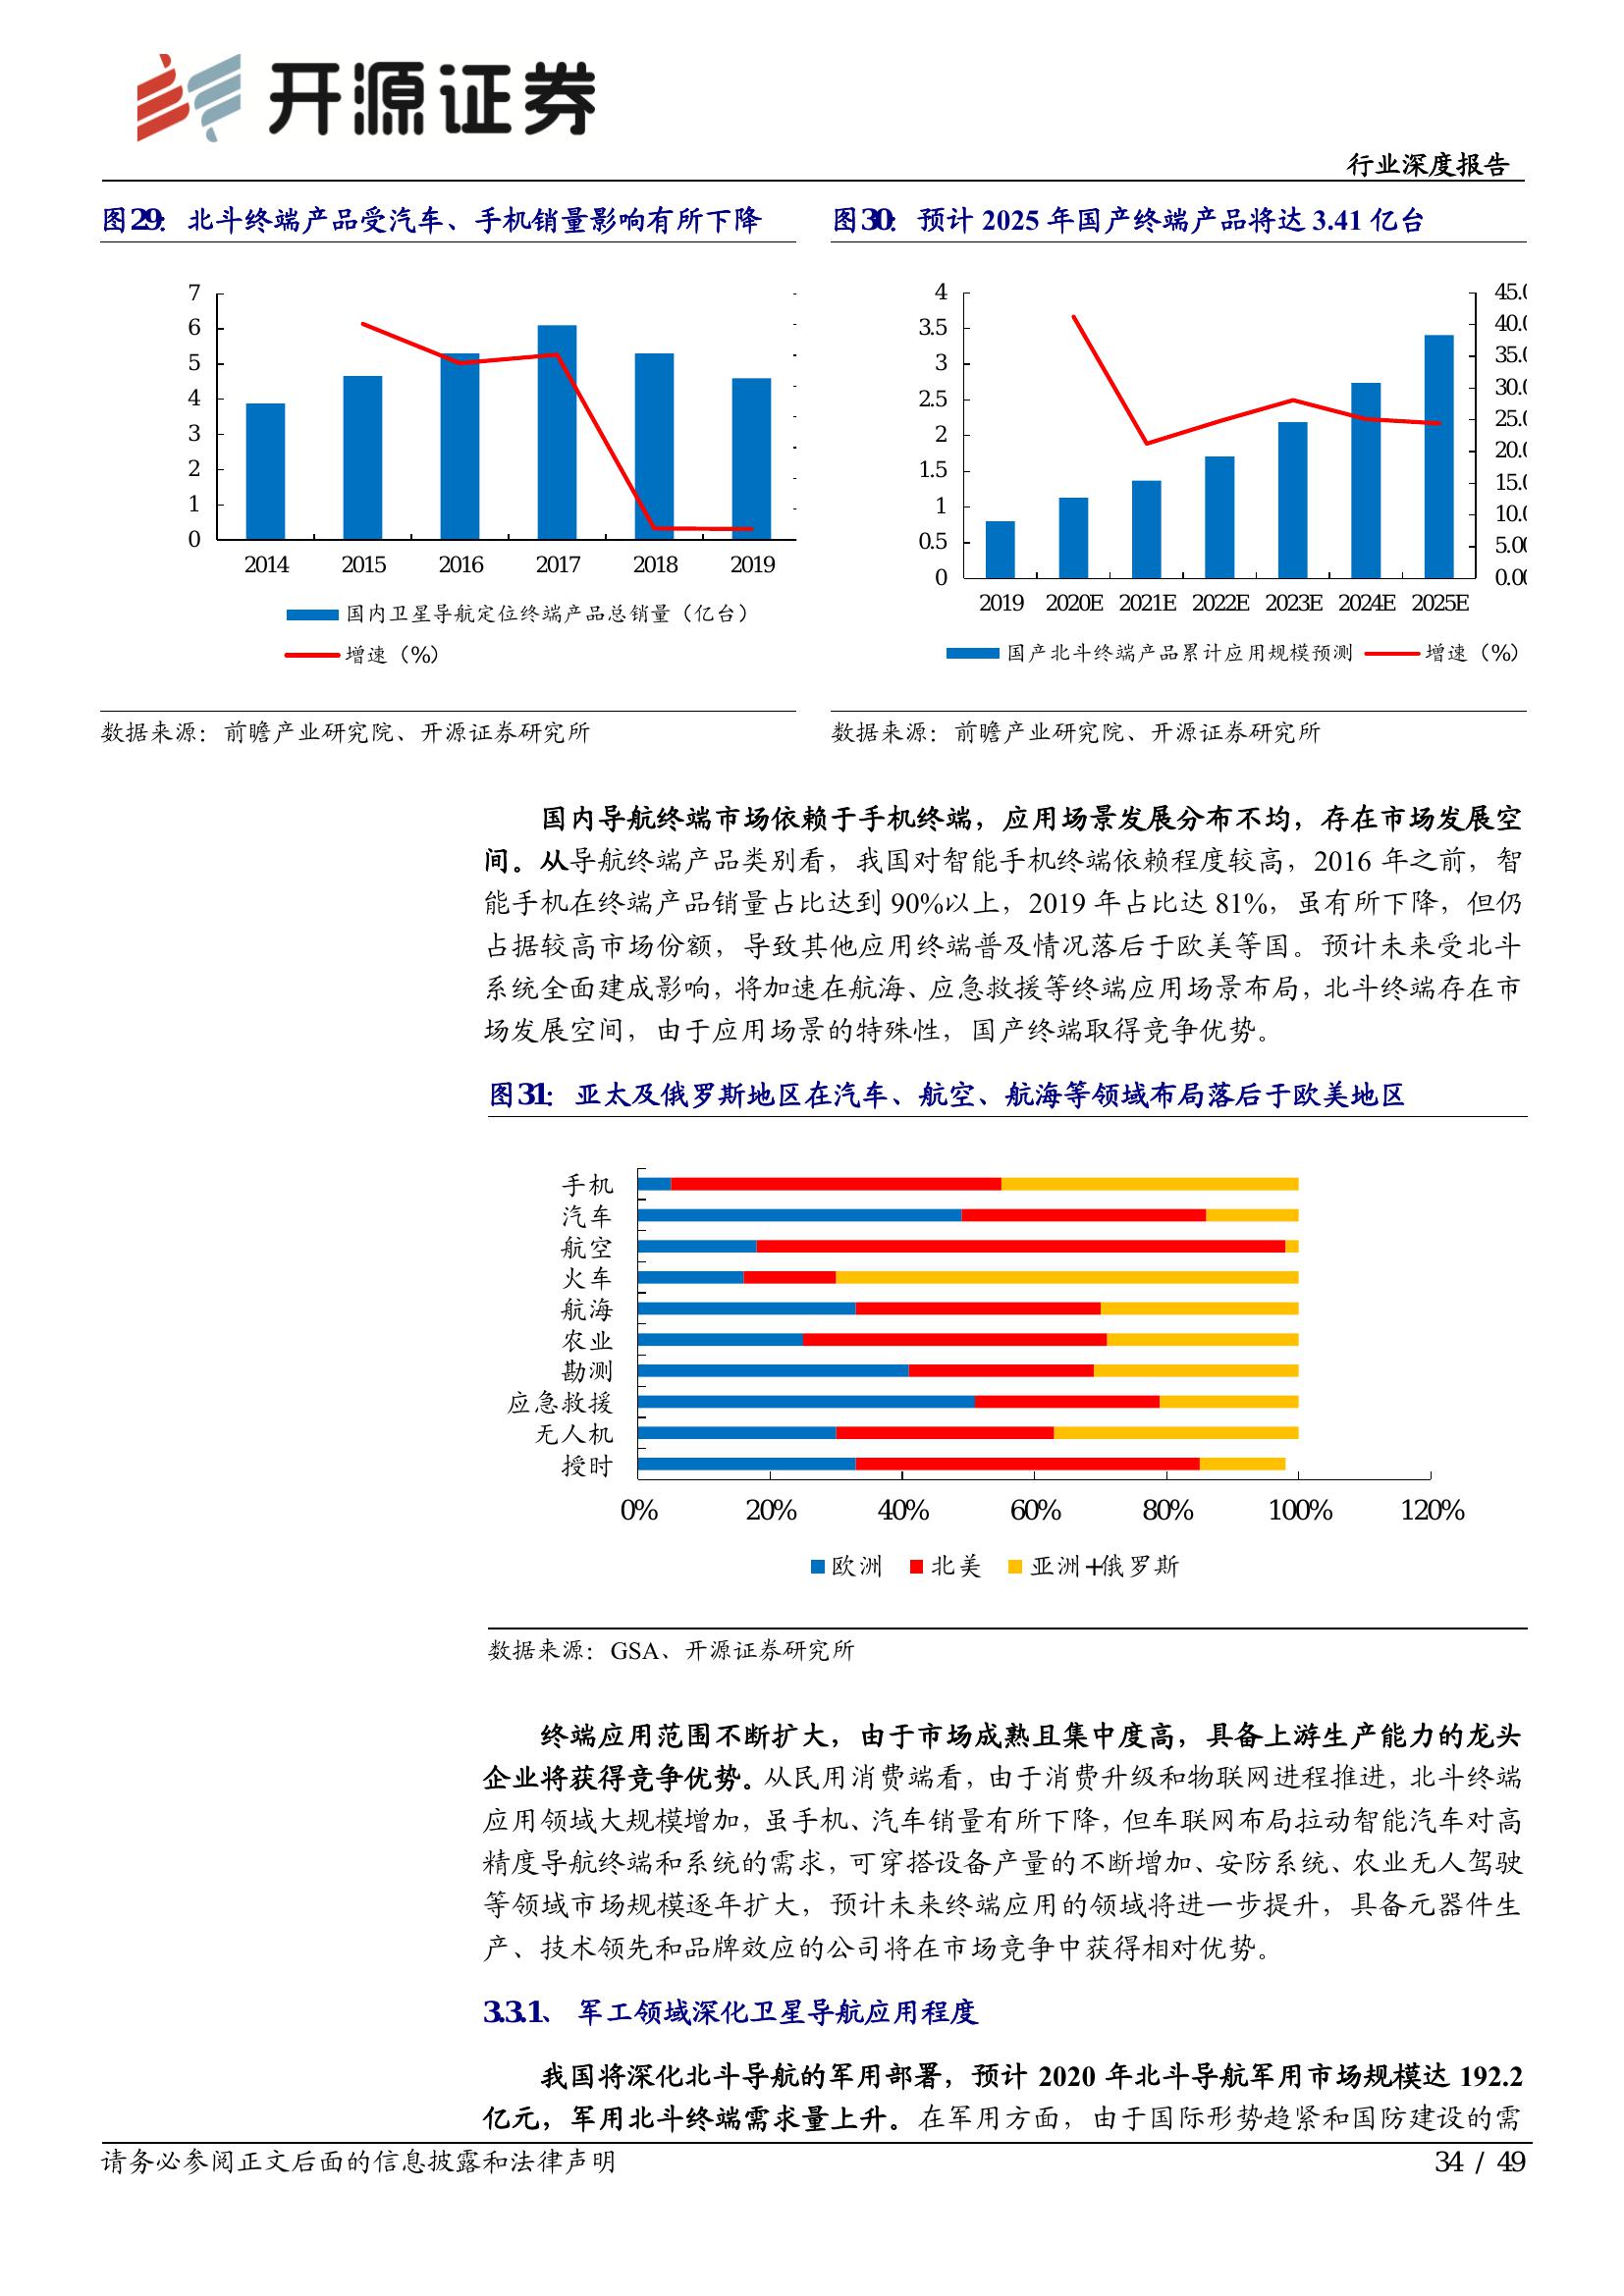 开源证券
行业深度报告
图29： 北斗终端产品受汽车、手机销量影响有所下降
7
6
5
4
3
2
1
0
2014 2015 2016 2017 2018 2019
国内卫星导航定位终端产品总销量（亿台）
增速（%）
数据来源：前瞻产业研究院、开源证券研究所
图30： 预计 2025 年国产终端产品将达 3.41 亿台
4
3.5
3
2.5
2
1.5
1
0.5
0
45.0
40.0
35.0
30.0
25.0
20.0
15.0
10.0
5.00
0.00
2019 2020E 2021E 2022E 2023E 2024E 2025E
国产北斗终端产品累计应用规模预测 增速（%）
数据来源：前瞻产业研究院、开源证券研究所
国内导航终端市场依赖于手机终端，应用场景发展分布不均，存在市场发展空
间。从导航终端产品类别看，我国对智能手机终端依赖程度较高，2016 年之前，智
能手机在终端产品销量占比达到 90%以上，2019 年占比达 81%，虽有所下降，但仍
占据较高市场份额，导致其他应用终端普及情况落后于欧美等国。预计未来受北斗
系统全面建成影响，将加速在航海、应急救援等终端应用场景布局，北斗终端存在市
场发展空间，由于应用场景的特殊性，国产终端取得竞争优势。
图31： 亚太及俄罗斯地区在汽车、航空、航海等领域布局落后于欧美地区
手机
汽车
航空
火车
航海
农业
勘测
应急救援
无人机
授时
0% 20% 40% 60% 80% 100% 120%
欧洲 北美 亚洲+俄罗斯
数据来源：GSA、开源证券研究所
终端应用范围不断扩大，由于市场成熟且集中度高，具备上游生产能力的龙头
企业将获得竞争优势。从民用消费端看，由于消费升级和物联网进程推进，北斗终端
应用领域大规模增加，虽手机、汽车销量有所下降，但车联网布局拉动智能汽车对高
精度导航终端和系统的需求，可穿搭设备产量的不断增加、安防系统、农业无人驾驶
等领域市场规模逐年扩大，预计未来终端应用的领域将进一步提升，具备元器件生
产、技术领先和品牌效应的公司将在市场竞争中获得相对优势。
3.3.1、 军工领域深化卫星导航应用程度
我国将深化北斗导航的军用部署，预计 2020 年北斗导航军用市场规模达 192.2
亿元，军用北斗终端需求量上升。在军用方面，由于国际形势趋紧和国防建设的需
请务必参阅正文后面的信息披露和法律声明
34 / 49